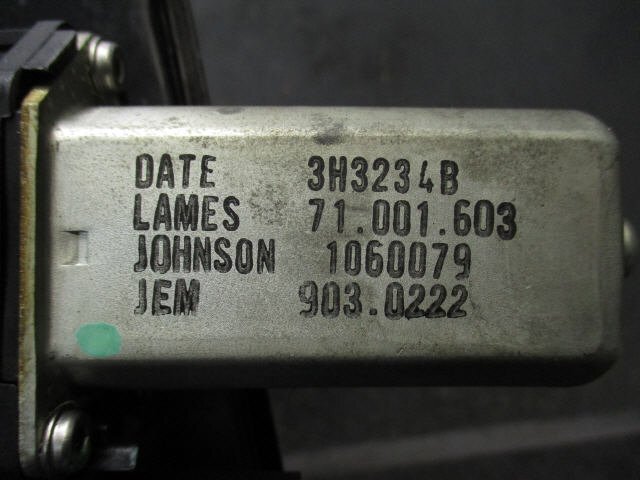 DATE 3H3234B
LAMES 71.001.603
JOHNSON 1060079
JEM 903.0222